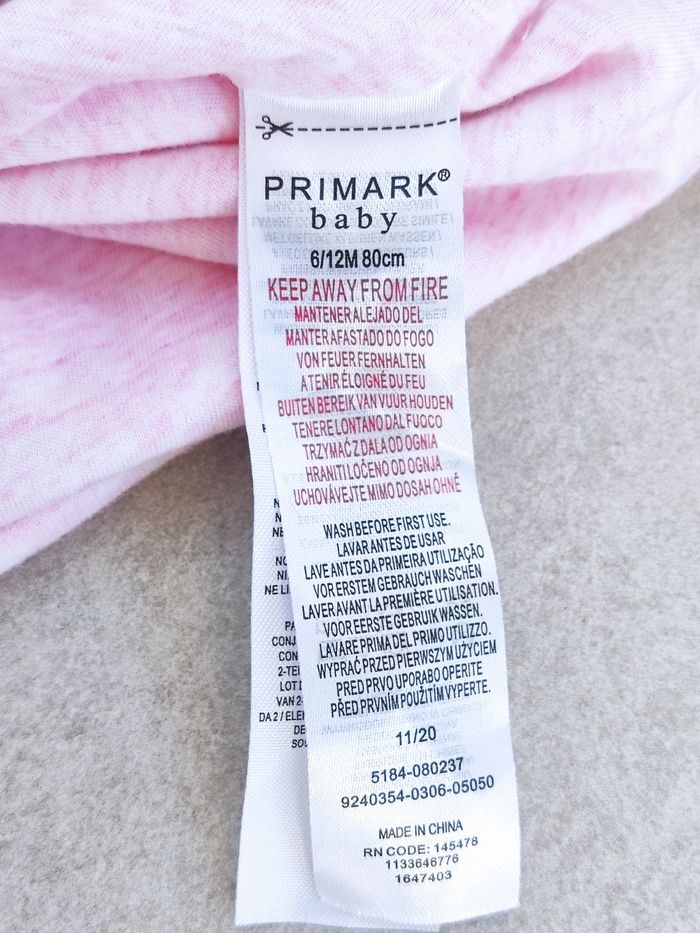 PRIMARK®
baby
6/12M 80cm
KEEP AWAY FROM FIRE
MANTENER ALEJADO DEL
MANTER AFASTADO DO FOGO
VON FEUER FERNHALTEN
A TENIR ÉLOIGNÉ DU FEU
BUITEN BEREIK VAN VUUR HOUDEN
TENERE LONTANO DAL FUOCO
TRZYMAĆ Z DALA OD OGNIA
HRANITI LOČENO OD OGNJA
UCHOVÁVEJTE MIMO DOSAH OHNĚ
WASH BEFORE FIRST USE.
LAVAR ANTES DE USAR
LAVE ANTES DA PRIMEIRA UTILIZAÇÃO
VOR ERSTEM GEBRAUCH WASCHEN
LAVER AVANT LA PREMIÈRE UTILISATION.
VOOR EERSTE GEBRUIK WASSEN.
LAVARE PRIMA DEL PRIMO UTILIZZO.
WYPRAĆ PRZED PIERWSZYM UŻYCIEM
PRED PRVO UPORABO OPERITE
PŘED PRVNÍM POUŽITÍM VYPERTE.
11/20
5184-080237
9240354-0306-05050
MADE IN CHINA
RN CODE: 145478
1133646776
1647403